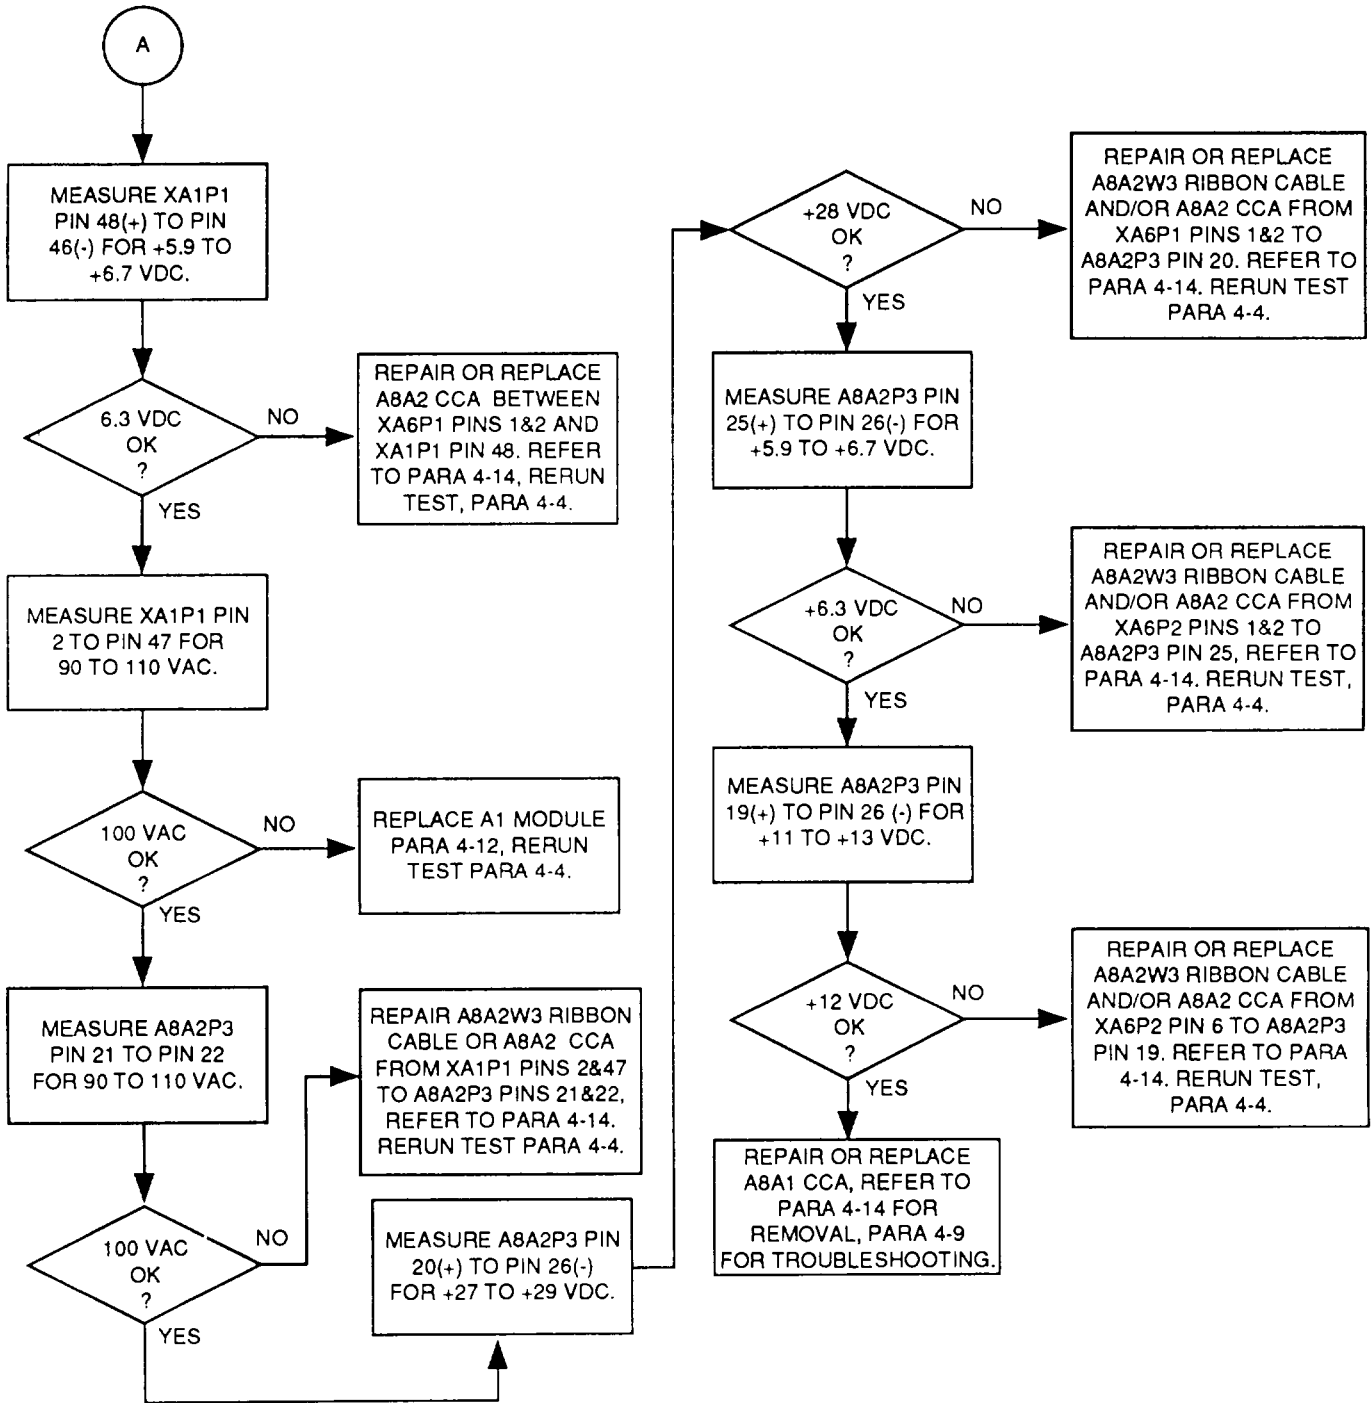 A
MEASURE XA1P1
PIN 48(+) TO PIN
46(-) FOR +5.9 TO
+6.7 VDC.
6.3 VDC
OK
?
NO
REPAIR OR REPLACE
A8A2 CCA BETWEEN
XA6P1 PINS 1&2 AND
XA1P1 PIN 48. REFER
TO PARA 4-14, RERUN
TEST, PARA 4-4.
YES
MEASURE XA1P1 PIN
2 TO PIN 47 FOR
90 TO 110 VAC.
100 VAC
OK
?
NO
REPLACE A1 MODULE
PARA 4-12, RERUN
TEST PARA 4-4.
YES
MEASURE A8A2P3
PIN 21 TO PIN 22
FOR 90 TO 110 VAC.
100 VAC
OK
?
NO
REPAIR A8A2W3 RIBBON
CABLE OR A8A2 CCA
FROM XA1P1 PINS 2&47
TO A8A2P3 PINS 21&22,
REFER TO PARA 4-14.
RERUN TEST PARA 4-4.
YES
MEASURE A8A2P3 PIN
20(+) TO PIN 26(-)
FOR +27 TO +29 VDC.
+28 VDC
OK
?
NO
REPAIR OR REPLACE
A8A2W3 RIBBON CABLE
AND/OR A8A2 CCA FROM
XA6P1 PINS 1&2 TO
A8A2P3 PIN 20. REFER TO
PARA 4-14. RERUN TEST
PARA 4-4.
YES
MEASURE A8A2P3 PIN
25(+) TO PIN 26(-) FOR
+5.9 TO +6.7 VDC.
+6.3 VDC
OK
?
NO
REPAIR OR REPLACE
A8A2W3 RIBBON CABLE
AND/OR A8A2 CCA FROM
XA6P2 PINS 1&2 TO
A8A2P3 PIN 25, REFER TO
PARA 4-14. RERUN TEST,
PARA 4-4.
YES
MEASURE A8A2P3 PIN
19(+) TO PIN 26 (-) FOR
+11 TO +13 VDC.
+12 VDC
OK
?
NO
REPAIR OR REPLACE
A8A2W3 RIBBON CABLE
AND/OR A8A2 CCA FROM
XA6P2 PIN 6 TO A8A2P3
PIN 19. REFER TO PARA
4-14. RERUN TEST,
PARA 4-4.
YES
REPAIR OR REPLACE
A8A1 CCA, REFER TO
PARA 4-14 FOR
REMOVAL, PARA 4-9
FOR TROUBLESHOOTING.